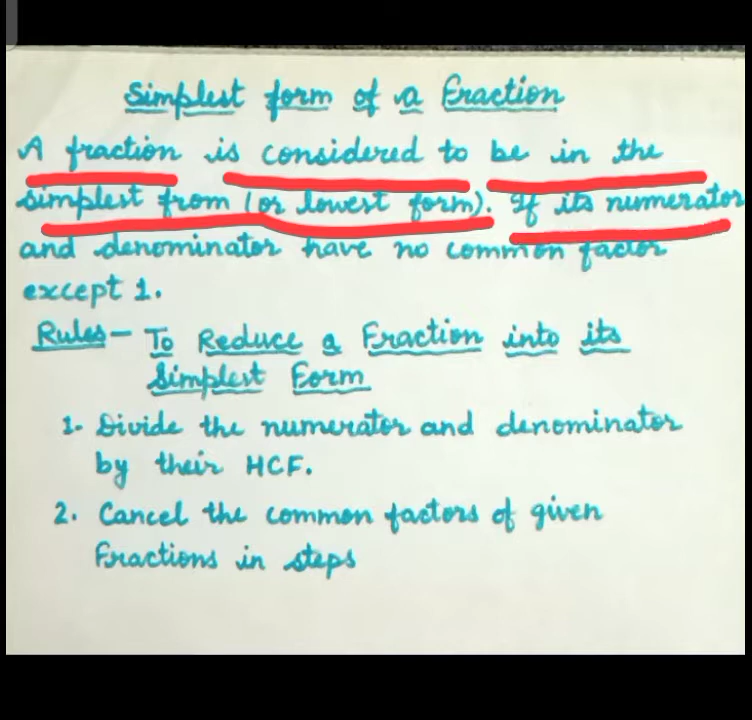 Simplest form of a Fraction
A fraction is considered to be in the
simplest from (or lowest form). If its numerator
and denominator have no common factor
except 1.
Rules - To Reduce a Fraction into its
Simplest Form
1. Divide the numerator and denominator
by their HCF.
2. Cancel the common factors of given
Fractions in steps